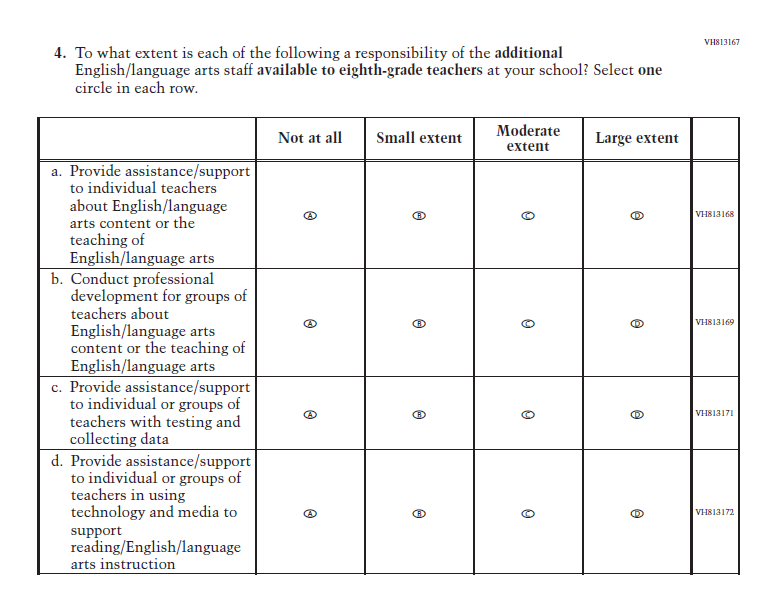 VH813167
4. To what extent is each of the following a responsibility of the additional
English/language arts staff available to eighth-grade teachers at your school? Select one
circle in each row.
Not at all Small extent Moderate extent Large extent
a. Provide assistance/support
to individual teachers
about English/language
arts content or the
teaching of
English/language arts
A B C D VH813168
b. Conduct professional
development for groups of
teachers about
English/language arts
content or the teaching of
English/language arts
A B C D VH813169
c. Provide assistance/support
to individual or groups of
teachers with testing and
collecting data
A B C D VH813171
d. Provide assistance/support
to individual or groups of
teachers in using
technology and media to
support
reading/English/language
arts instruction
A B C D VH813172